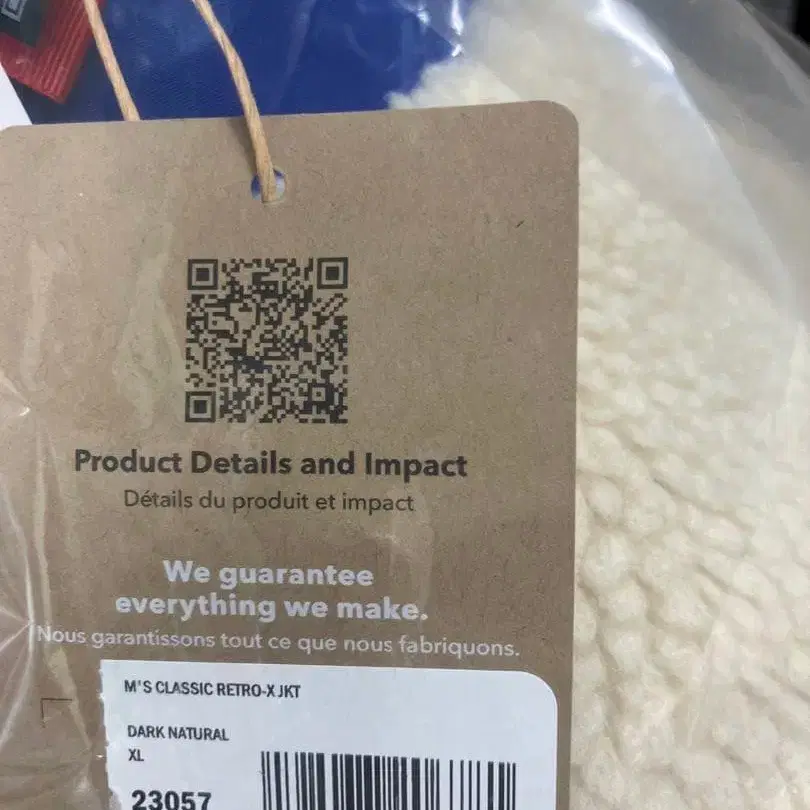 Product Details and Impact
Détails du produit et impact
We guarantee
everything we make.
Nous garantissons tout ce que nous fabriquons.
M'S CLASSIC RETRO-X JKT
DARK NATURAL
XL
23057